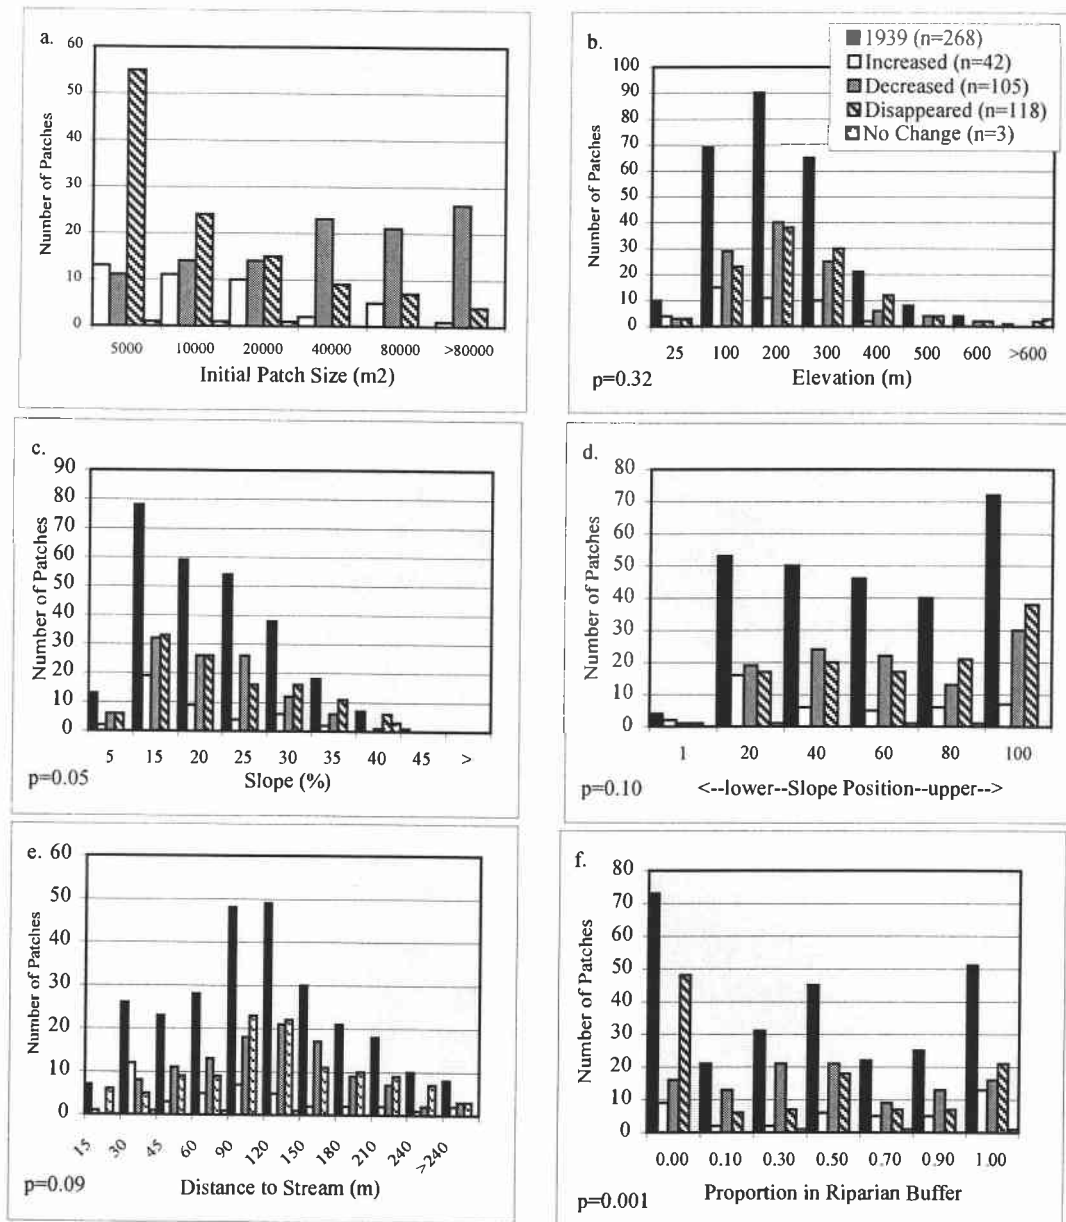 a.
60
50
40
30
20
10
0
Number of Patches
5000 10000 20000 40000 80000 >80000
Initial Patch Size (m2)
b.
1939 (n=268)
Increased (n=42)
Decreased (n=105)
Disappeared (n=118)
No Change (n=3)
100
90
80
70
60
50
40
30
20
10
0
Number of Patches
25 100 200 300 400 500 600 >600
p=0.32 Elevation (m)
c.
90
80
70
60
50
40
30
20
10
0
Number of Patches
5 15 20 25 30 35 40 45 >
p=0.05 Slope (%)
d.
80
70
60
50
40
30
20
10
0
Number of Patches
1 20 40 60 80 100
p=0.10 <--lower--Slope Position--upper-->
e.
60
50
40
30
20
10
0
Number of Patches
15 30 45 60 90 120 150 180 210 240 >240
p=0.09 Distance to Stream (m)
f.
80
70
60
50
40
30
20
10
0
Number of Patches
0.00 0.10 0.30 0.50 0.70 0.90 1.00
p=0.001 Proportion in Riparian Buffer